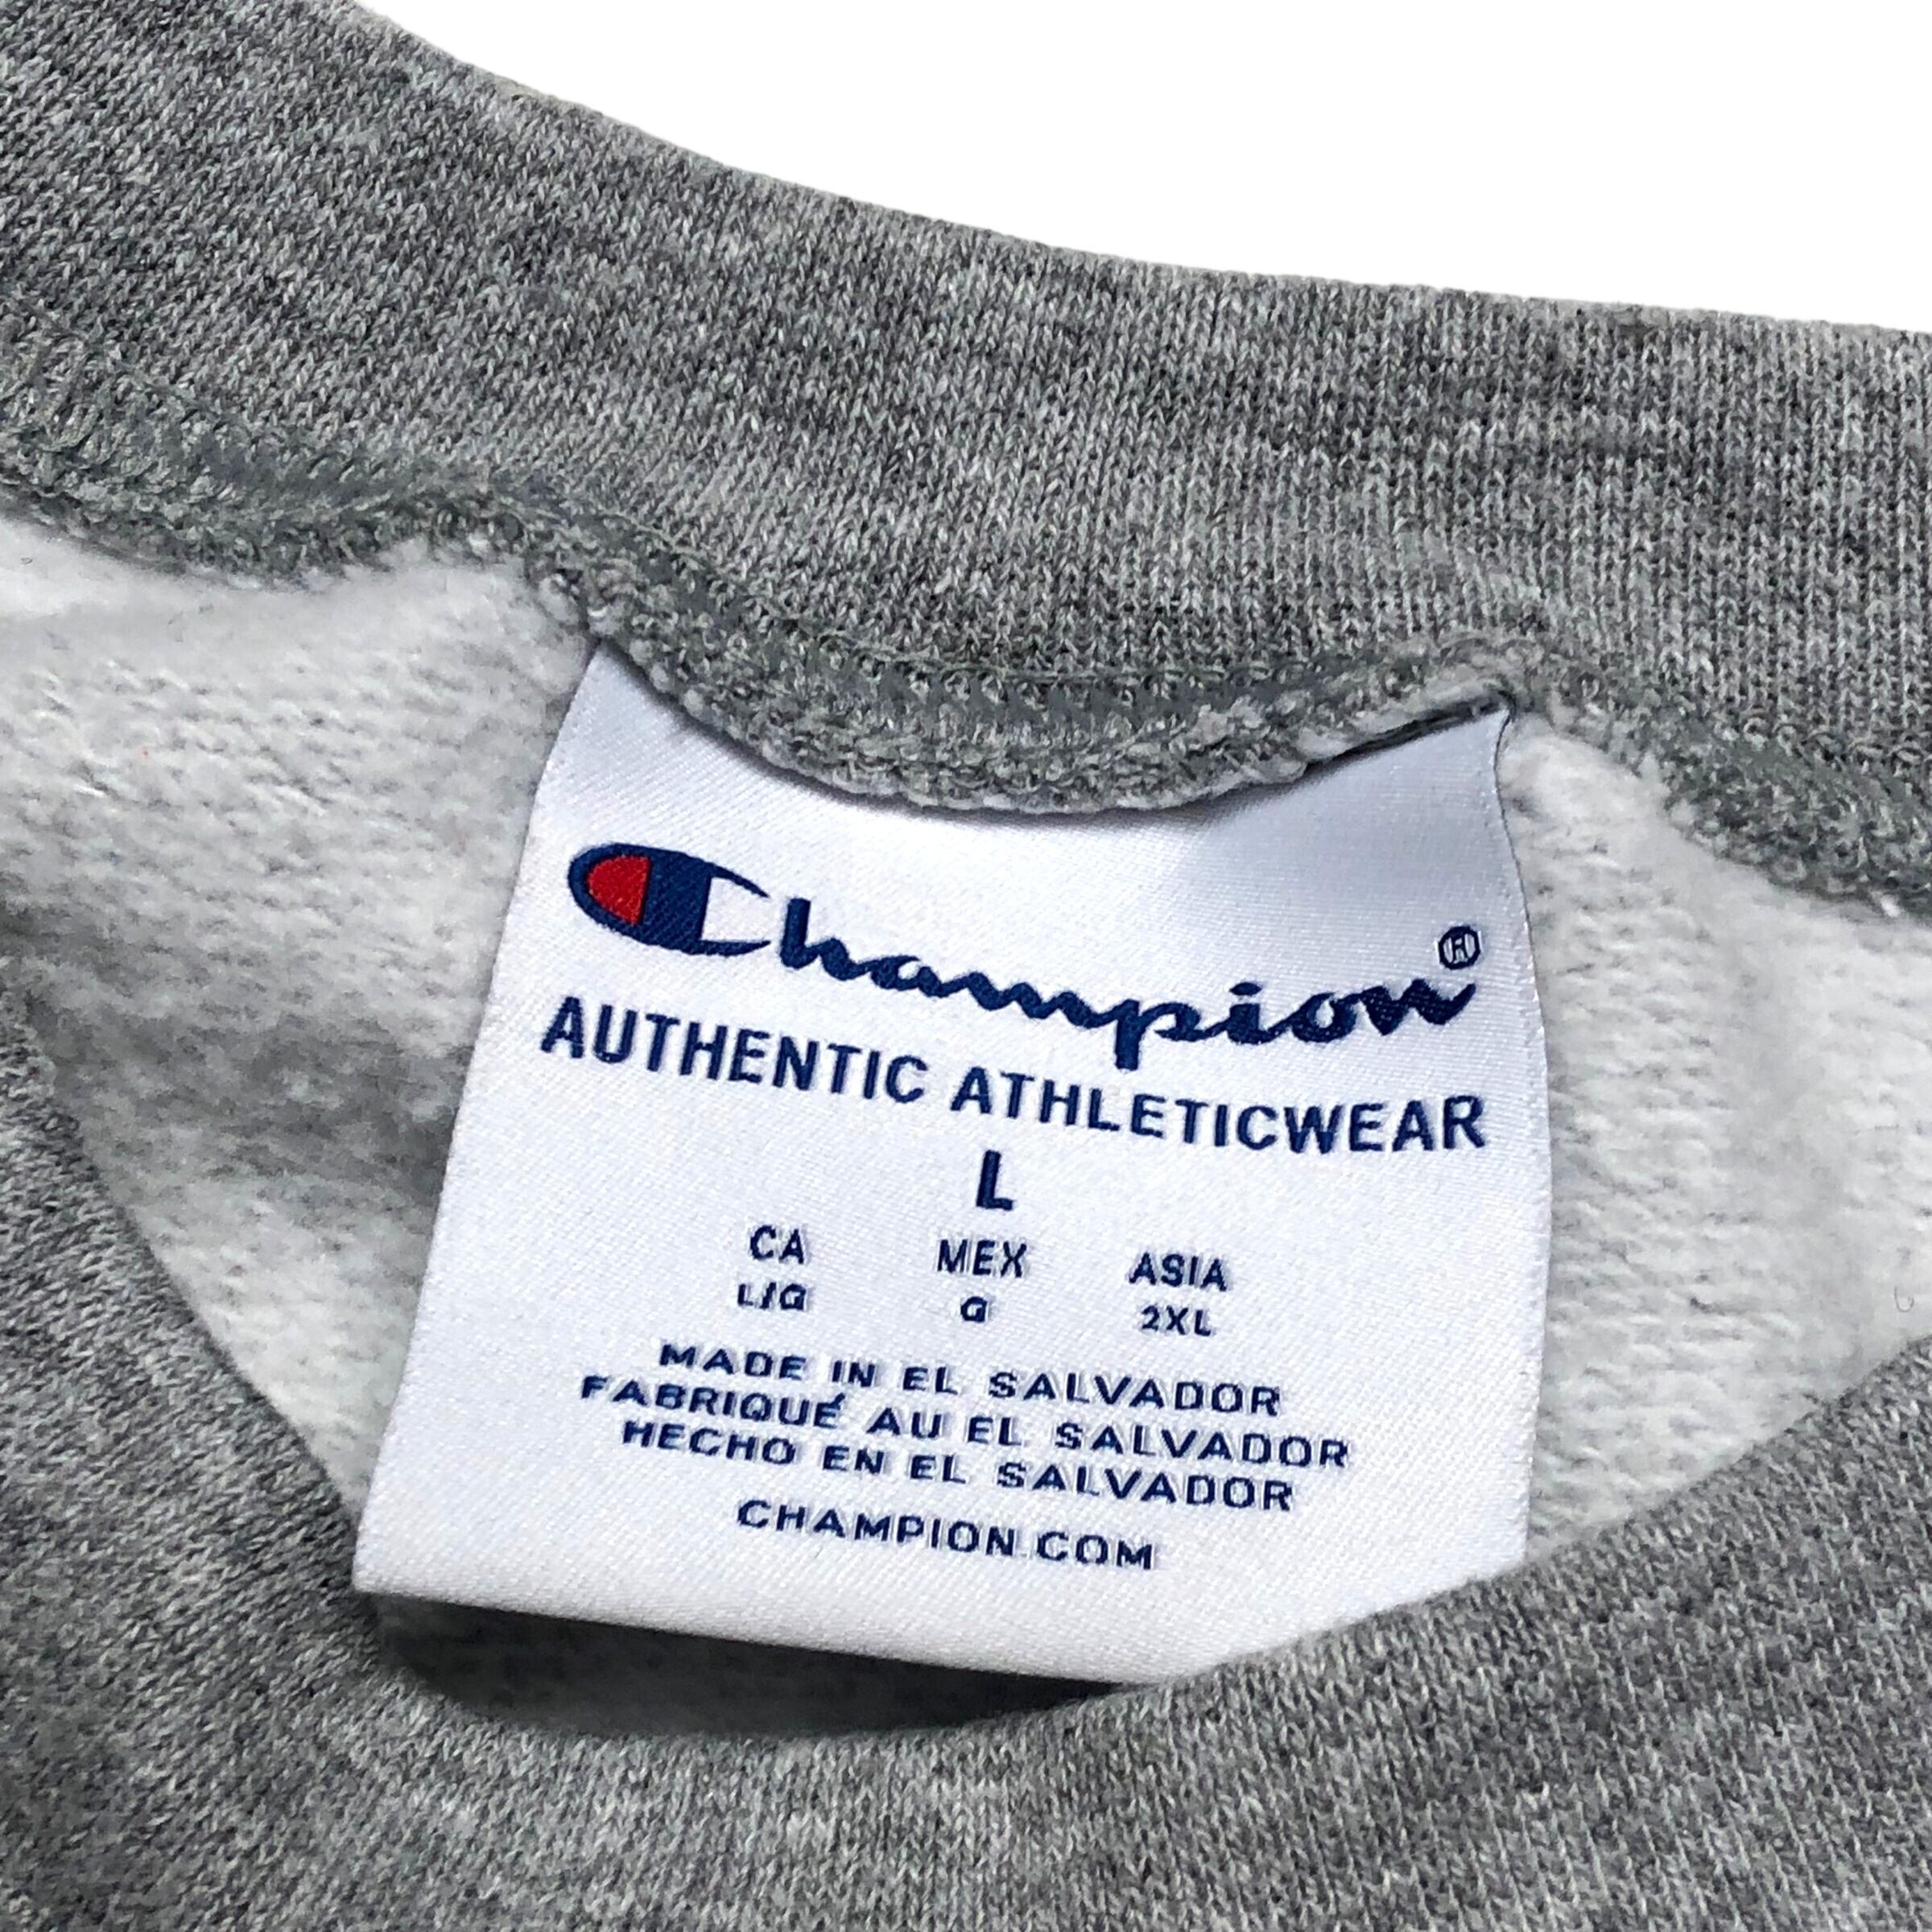 Champion®
AUTHENTIC ATHLETICWEAR
L
CA MEX ASIA
L/G G 2XL
MADE IN EL SALVADOR
FABRIQUÉ AU EL SALVADOR
HECHO EN EL SALVADOR
CHAMPION.COM